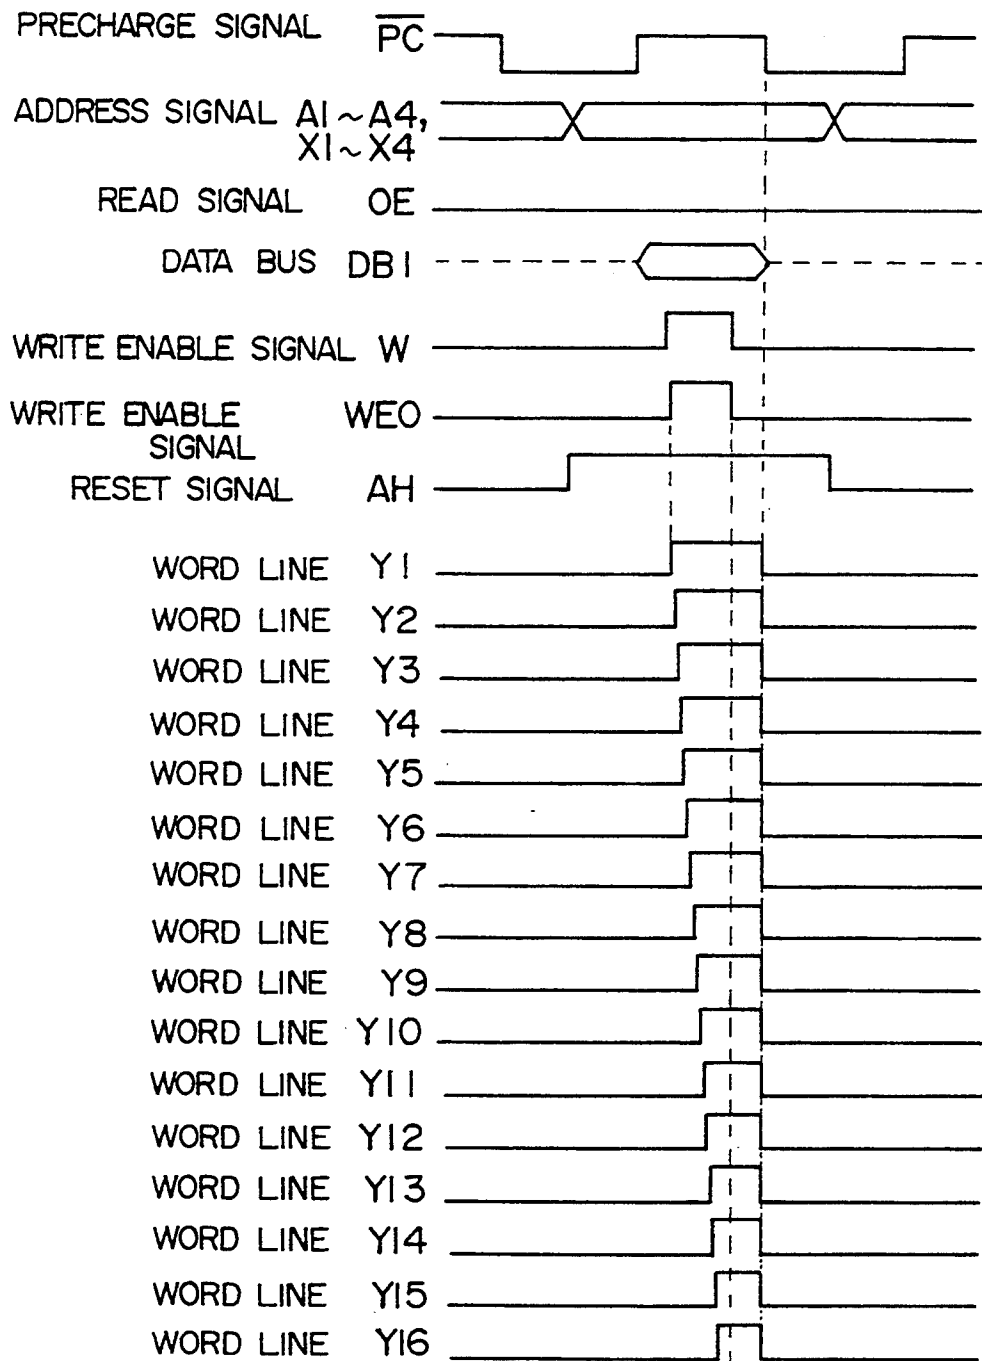 PRECHARGE SIGNAL P̅C̅
ADDRESS SIGNAL A1~A4,
X1~X4
READ SIGNAL OE
DATA BUS DB1
WRITE ENABLE SIGNAL W
WRITE ENABLE WEO
SIGNAL
RESET SIGNAL AH
WORD LINE Y1
WORD LINE Y2
WORD LINE Y3
WORD LINE Y4
WORD LINE Y5
WORD LINE Y6
WORD LINE Y7
WORD LINE Y8
WORD LINE Y9
WORD LINE Y10
WORD LINE Y11
WORD LINE Y12
WORD LINE Y13
WORD LINE Y14
WORD LINE Y15
WORD LINE Y16